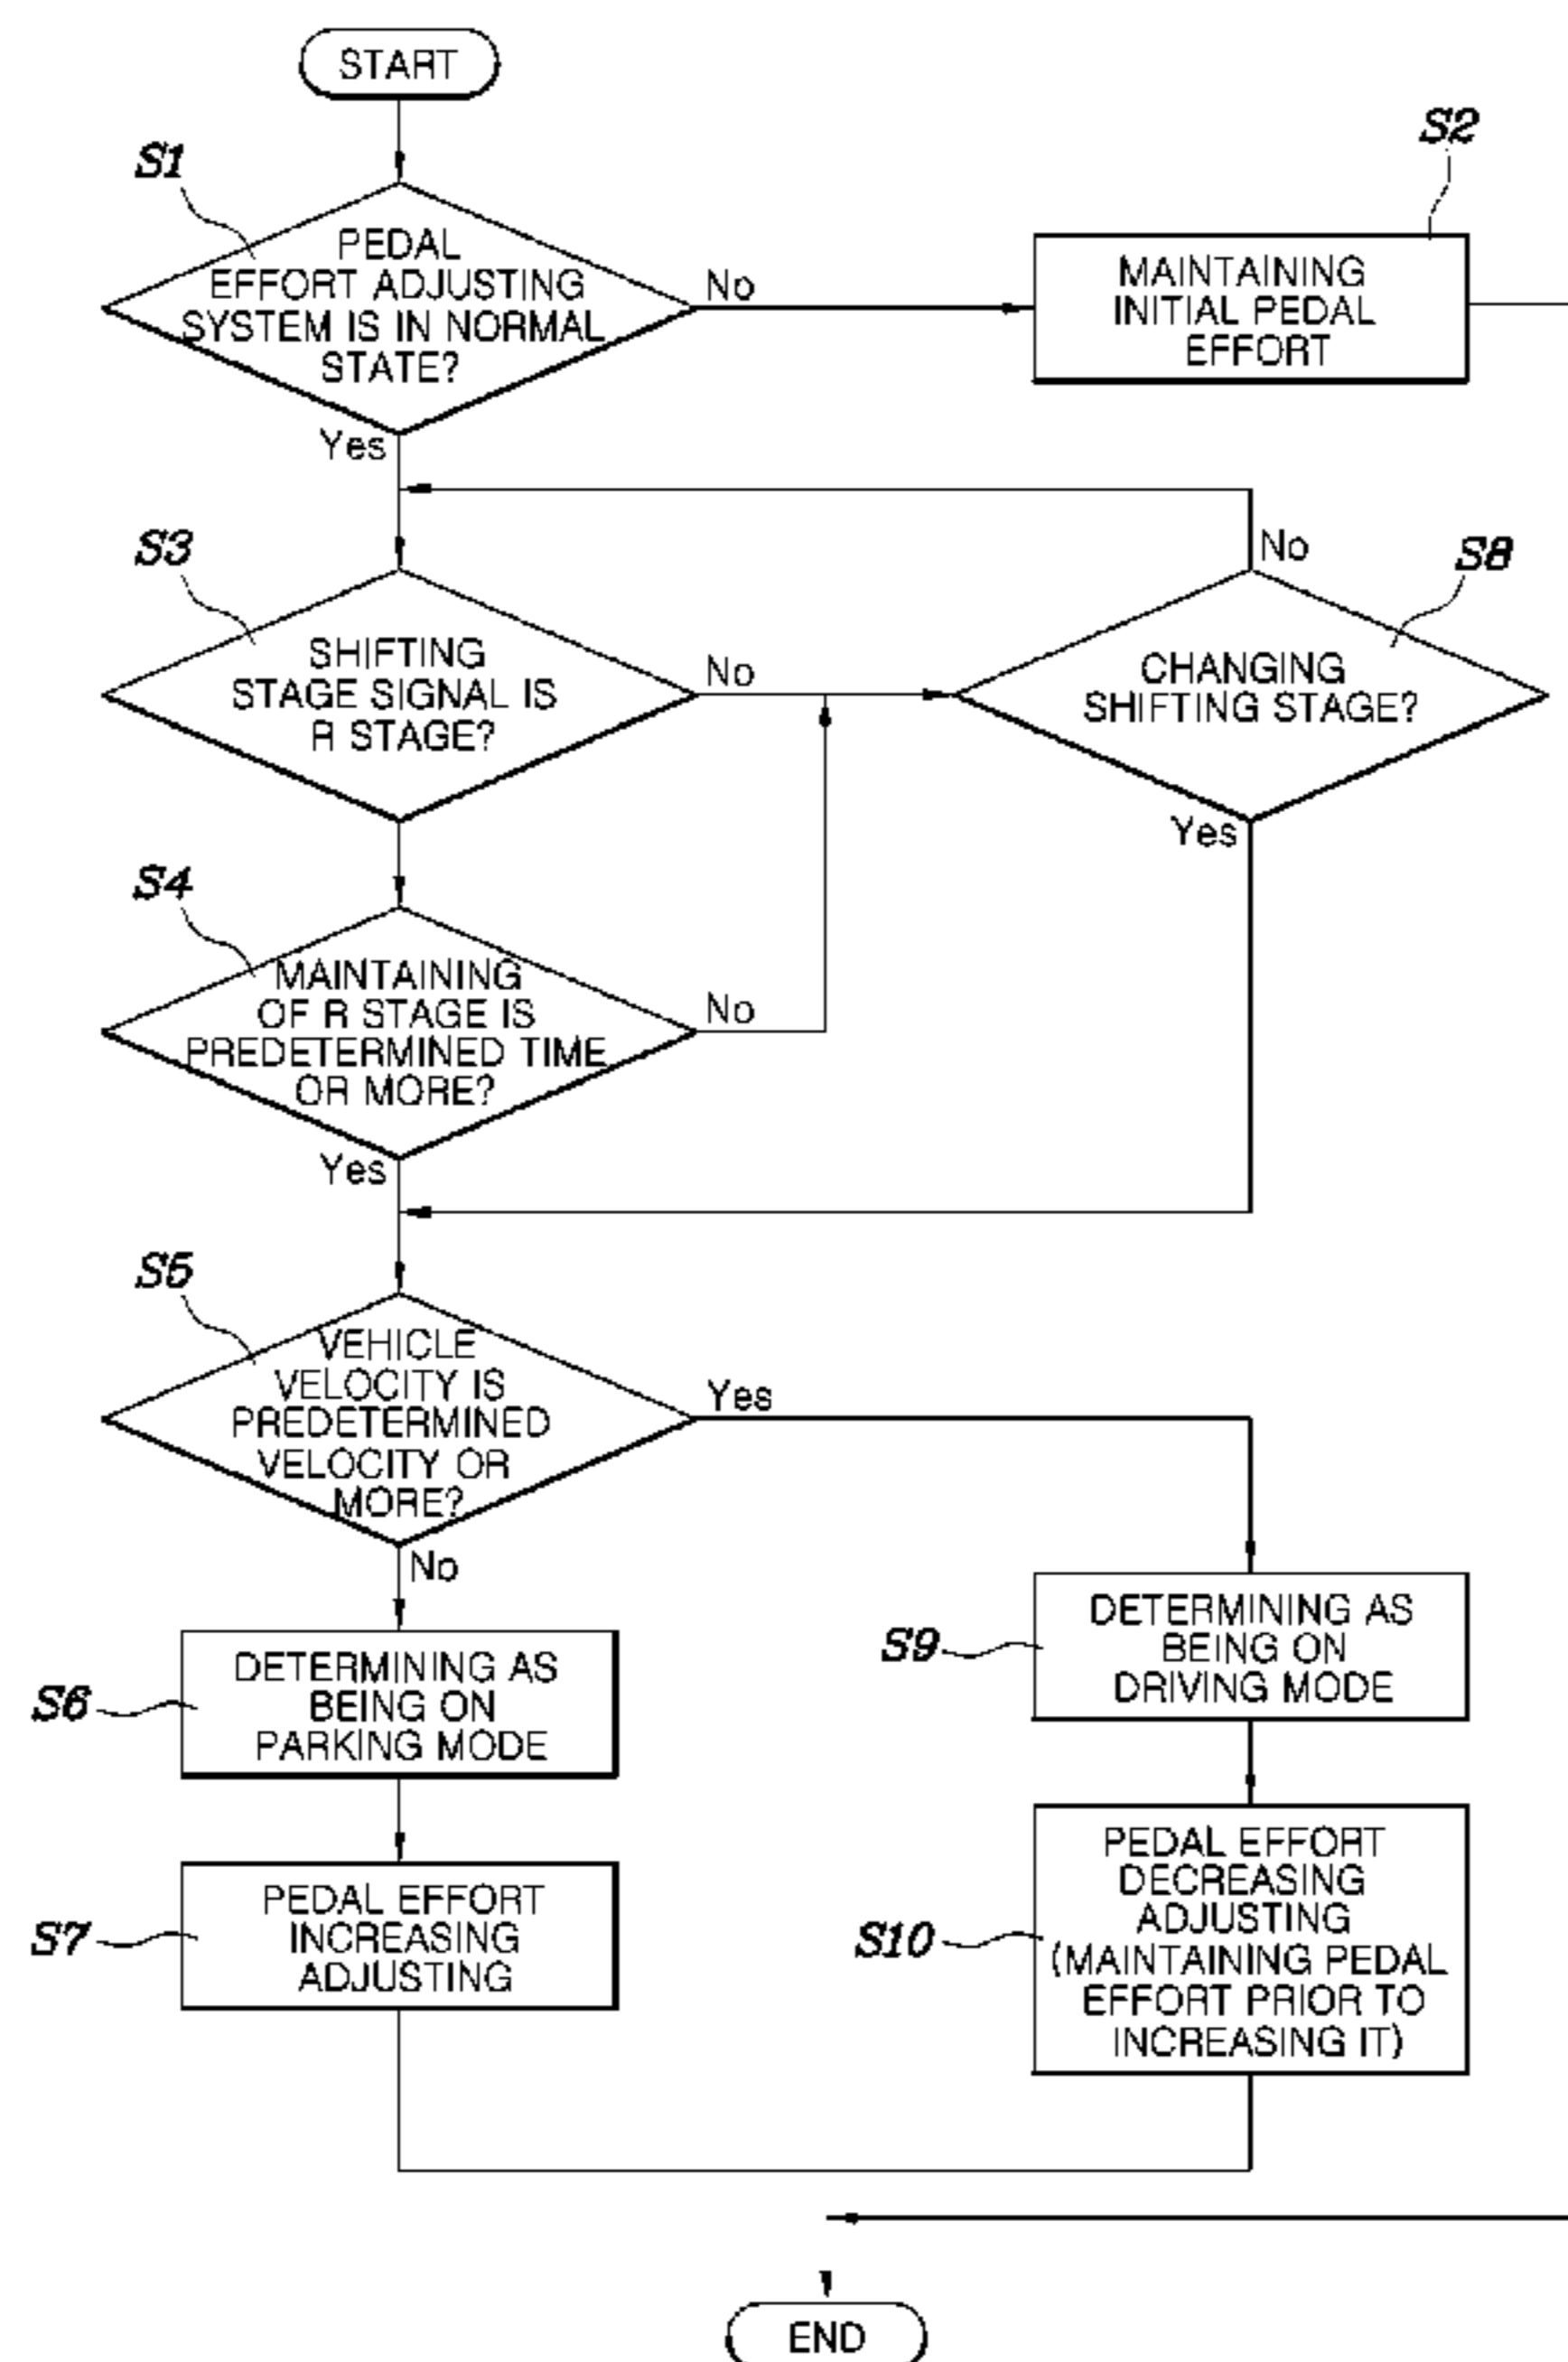 START
S1
PEDAL
EFFORT ADJUSTING
SYSTEM IS IN NORMAL
STATE?
No
Yes
S2
MAINTAINING
INITIAL PEDAL
EFFORT
S3
SHIFTING
STAGE SIGNAL IS
R STAGE?
No
S8
CHANGING
SHIFTING STAGE?
No
Yes
S4
MAINTAINING
OF R STAGE IS
PREDETERMINED TIME
OR MORE?
No
Yes
S5
VEHICLE
VELOCITY IS
PREDETERMINED
VELOCITY OR
MORE?
Yes
No
S6
DETERMINING AS
BEING ON
PARKING MODE
S9
DETERMINING AS
BEING ON
DRIVING MODE
S7
PEDAL EFFORT
INCREASING
ADJUSTING
S10
PEDAL EFFORT
DECREASING
ADJUSTING
(MAINTAINING PEDAL
EFFORT PRIOR TO
INCREASING IT)
END